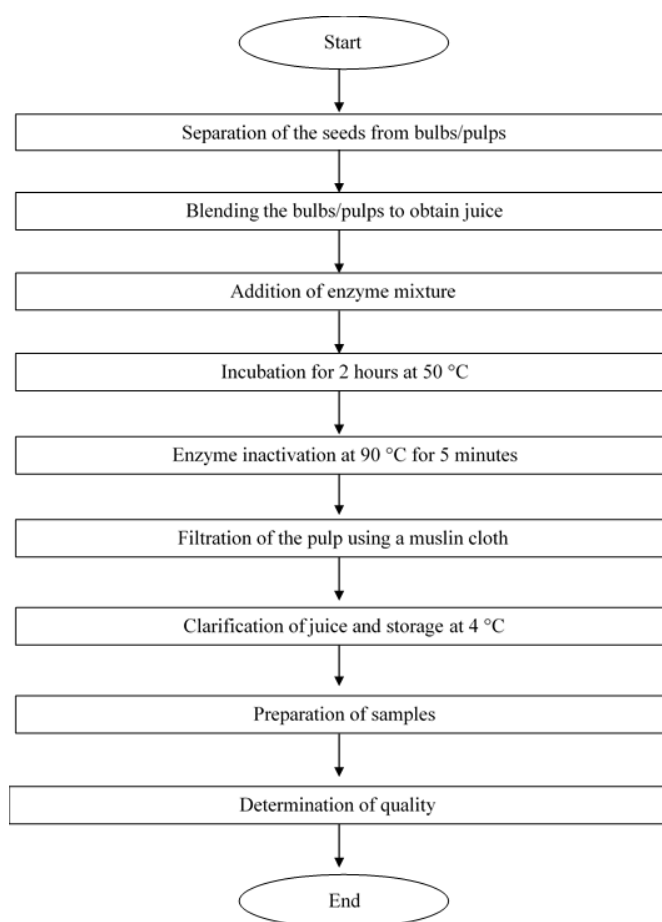 Start
Separation of the seeds from bulbs/pulps
Blending the bulbs/pulps to obtain juice
Addition of enzyme mixture
Incubation for 2 hours at 50 °C
Enzyme inactivation at 90 °C for 5 minutes
Filtration of the pulp using a muslin cloth
Clarification of juice and storage at 4 °C
Preparation of samples
Determination of quality
End